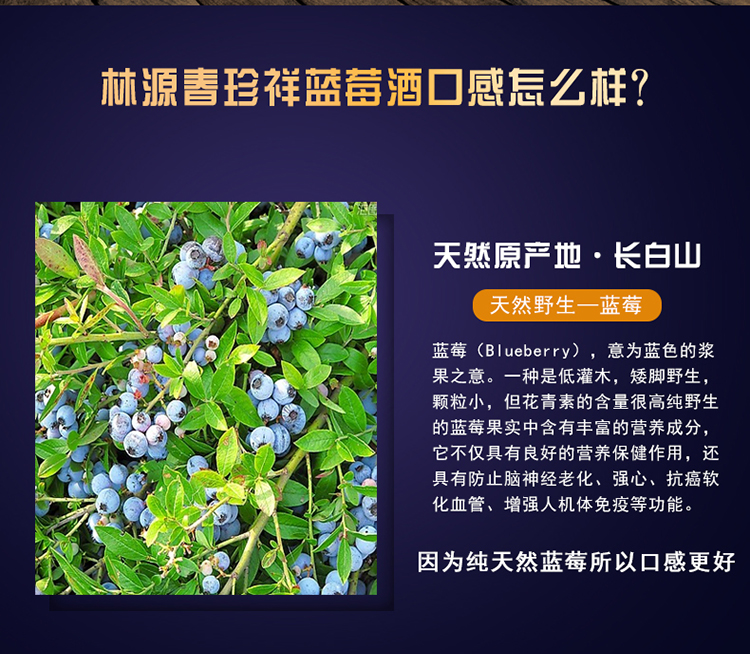 林源春珍祥蓝莓酒口感怎么样?
天然原产地·长白山
天然野生—蓝莓
蓝莓（Blueberry），意为蓝色的浆
果之意。一种是低灌木，矮脚野生，
颗粒小，但花青素的含量很高纯野生
的蓝莓果实中含有丰富的营养成分，
它不仅具有良好的营养保健作用，还
具有防止脑神经老化、强心、抗癌软
化血管、增强人机体免疫等功能。
因为纯天然蓝莓所以口感更好